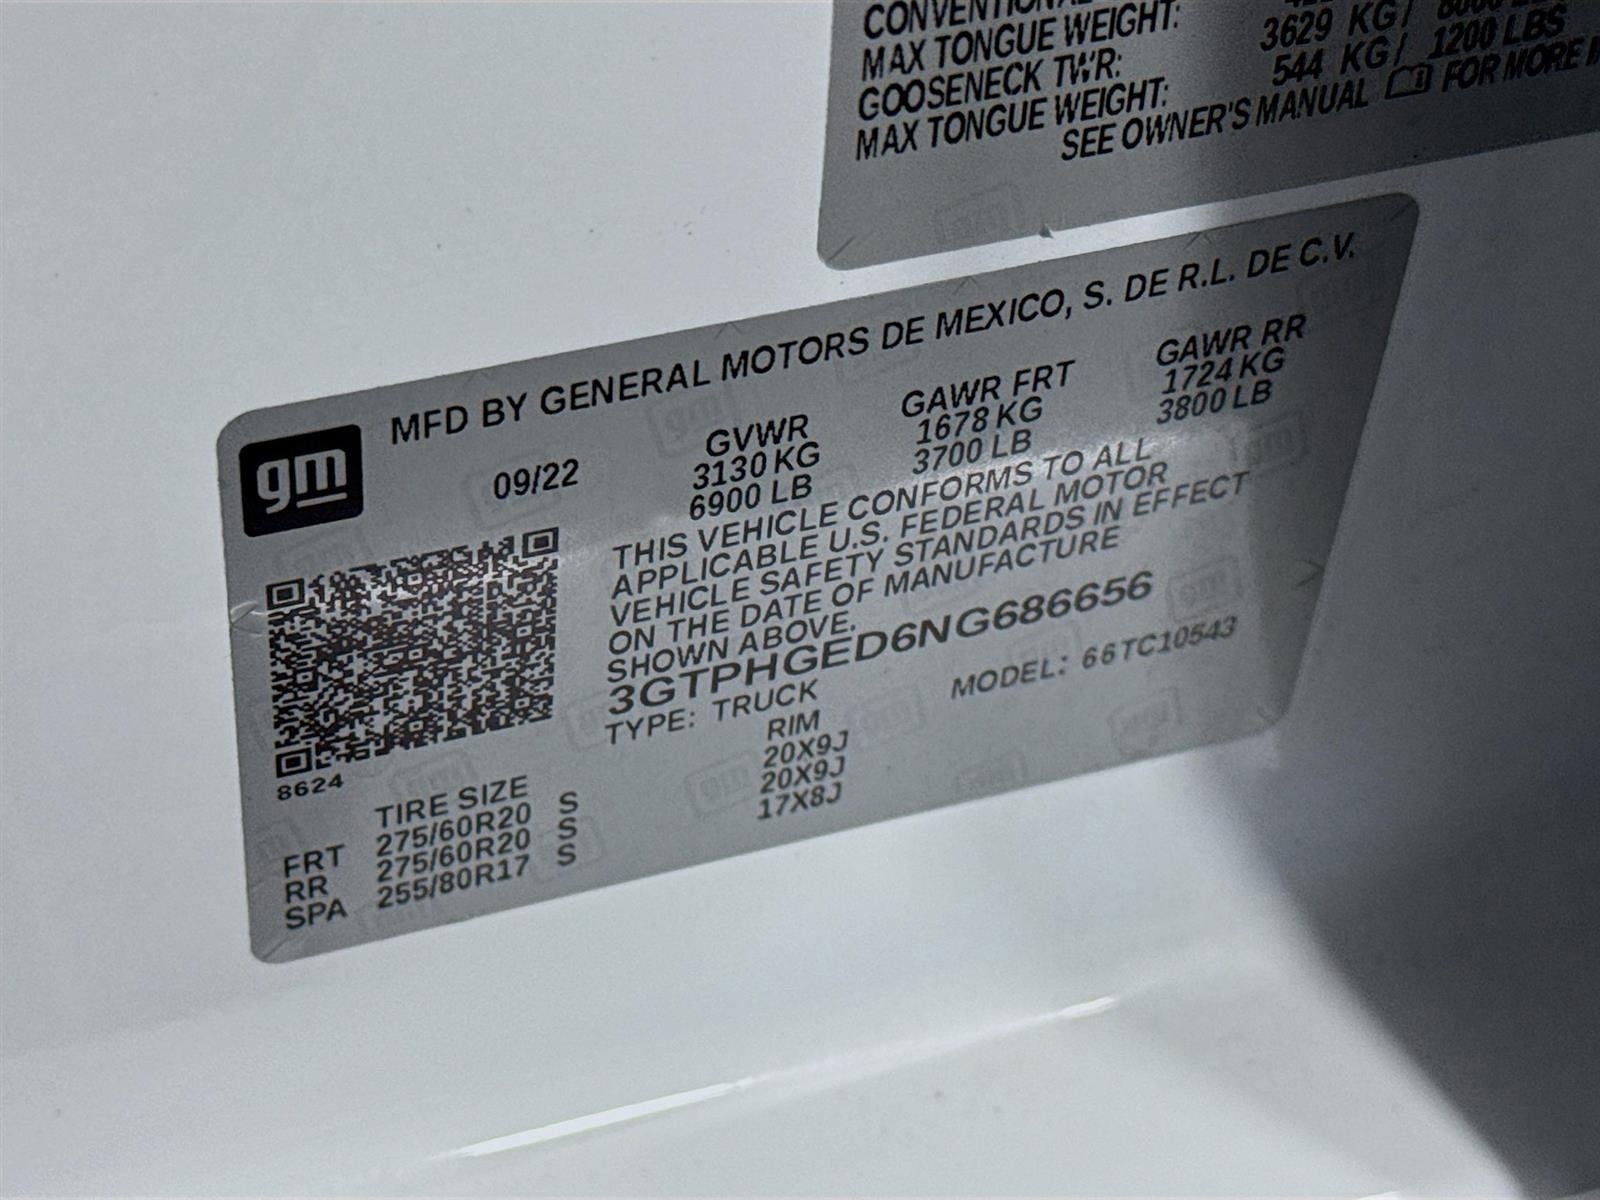 CONVENTIONAL
MAX TONGUE WEIGHT:
GOOSENECK TWR: 3629 KG/ 8000
MAX TONGUE WEIGHT: 544 KG/ 1200 LBS
SEE OWNER'S MANUAL FOR MORE
MFD BY GENERAL MOTORS DE MEXICO, S. DE R.L. DE C.V.
gm
09/22
GVWR GAWR FRT GAWR RR
3130 KG 1678 KG 1724 KG
6900 LB 3700 LB 3800 LB
THIS VEHICLE CONFORMS TO ALL
APPLICABLE U.S. FEDERAL MOTOR
VEHICLE SAFETY STANDARDS IN EFFECT
ON THE DATE OF MANUFACTURE
SHOWN ABOVE.
3GTPHGED6NG686656
TYPE: TRUCK MODEL: 66TC10543
8624
TIRE SIZE RIM
FRT 275/60R20 S 20X9J
RR 275/60R20 S 20X9J
SPA 255/80R17 S 17X8J